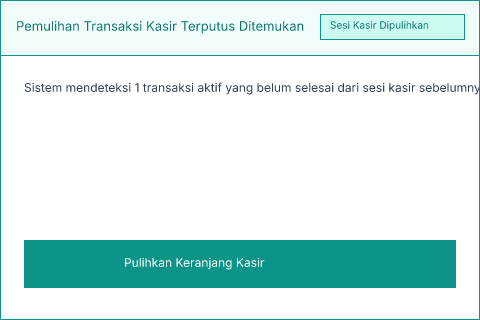 Pemulihan Transaksi Kasir Terputus Ditemukan
Sesi Kasir Dipulihkan
Sistem mendeteksi 1 transaksi aktif yang belum selesai dari sesi kasir sebelumny
Pulihkan Keranjang Kasir